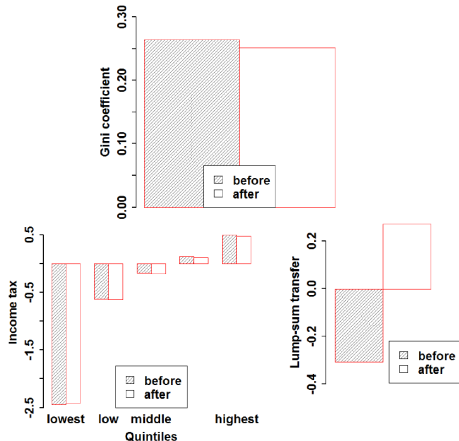 Gini coefficient
0.30
0.20
0.10
0.00
before
after
Income tax
0.5
-0.5
-1.5
-2.5
before
after
lowest low middle highest
Quintiles
Lump-sum transfer
0.2
0.0
-0.2
-0.4
before
after